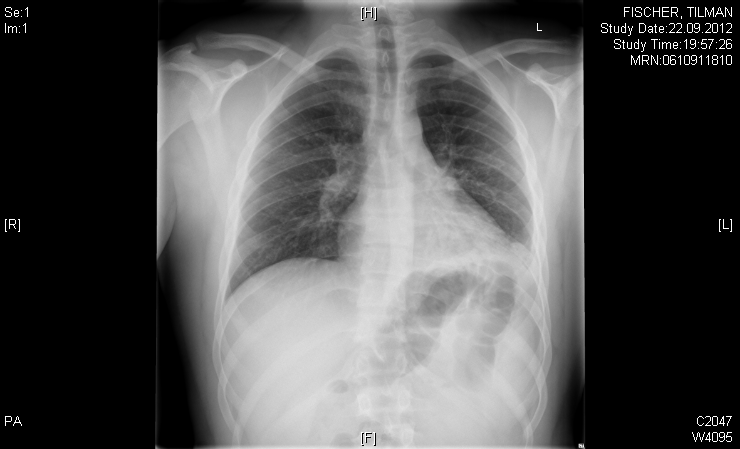 Se:1
Im:1
[H]
L
FISCHER, TILMAN
Study Date:22.09.2012
Study Time:19:57:26
MRN:0610911810
[R]
[L]
PA
[F]
C2047
W4095